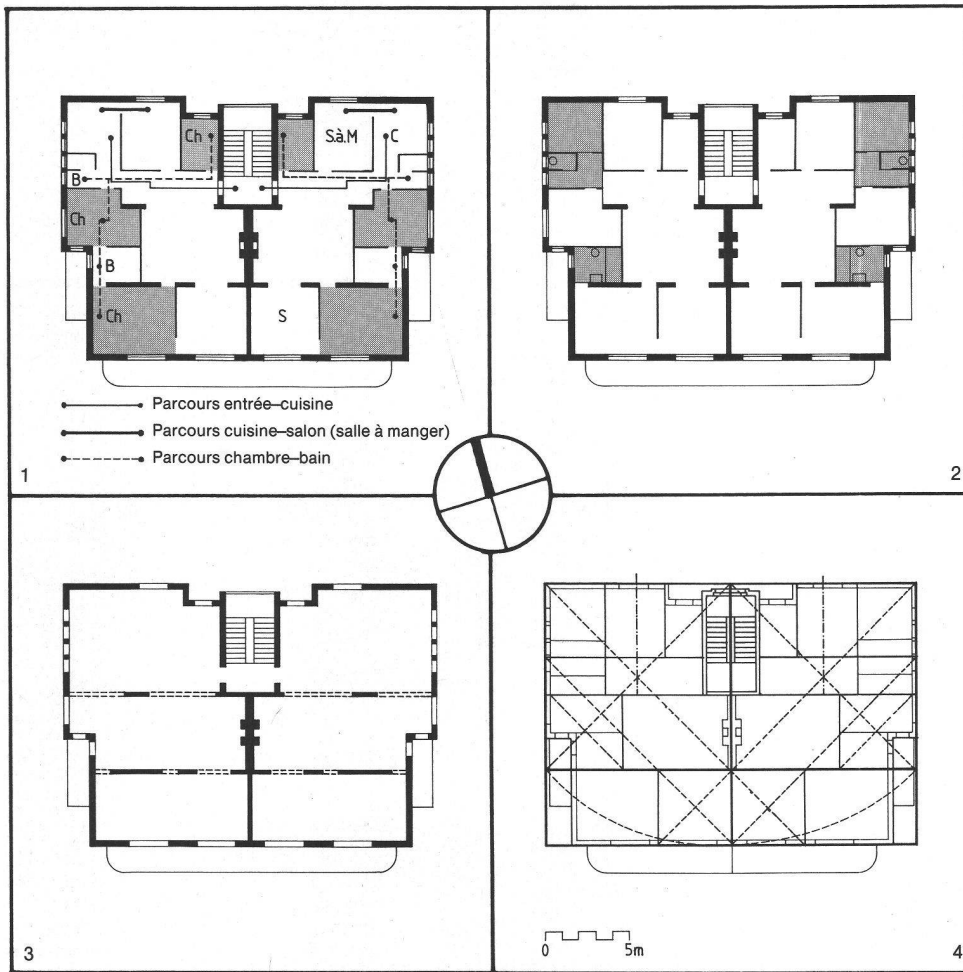 Ch
S.à.M
C
B
Ch
B
Ch
S
Parcours entrée–cuisine
Parcours cuisine–salon (salle à manger)
Parcours chambre–bain
1
2
3
0 5m
4